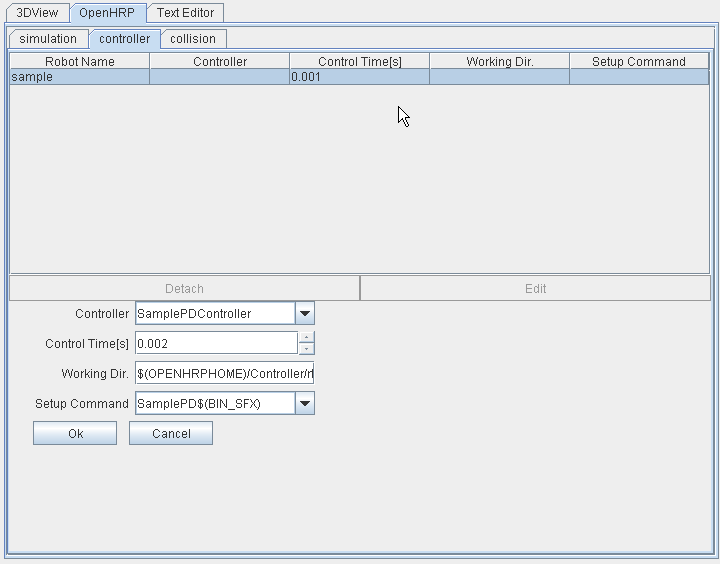 3DView OpenHRP Text Editor
simulation controller collision
Robot Name Controller Control Time[s] Working Dir. Setup Command
sample 0.001
Detach Edit
Controller SamplePDController
Control Time[s] 0.002
Working Dir. $(OPENHRPHOME)/Controller/
Setup Command SamplePD$(BIN_SFX)
Ok Cancel